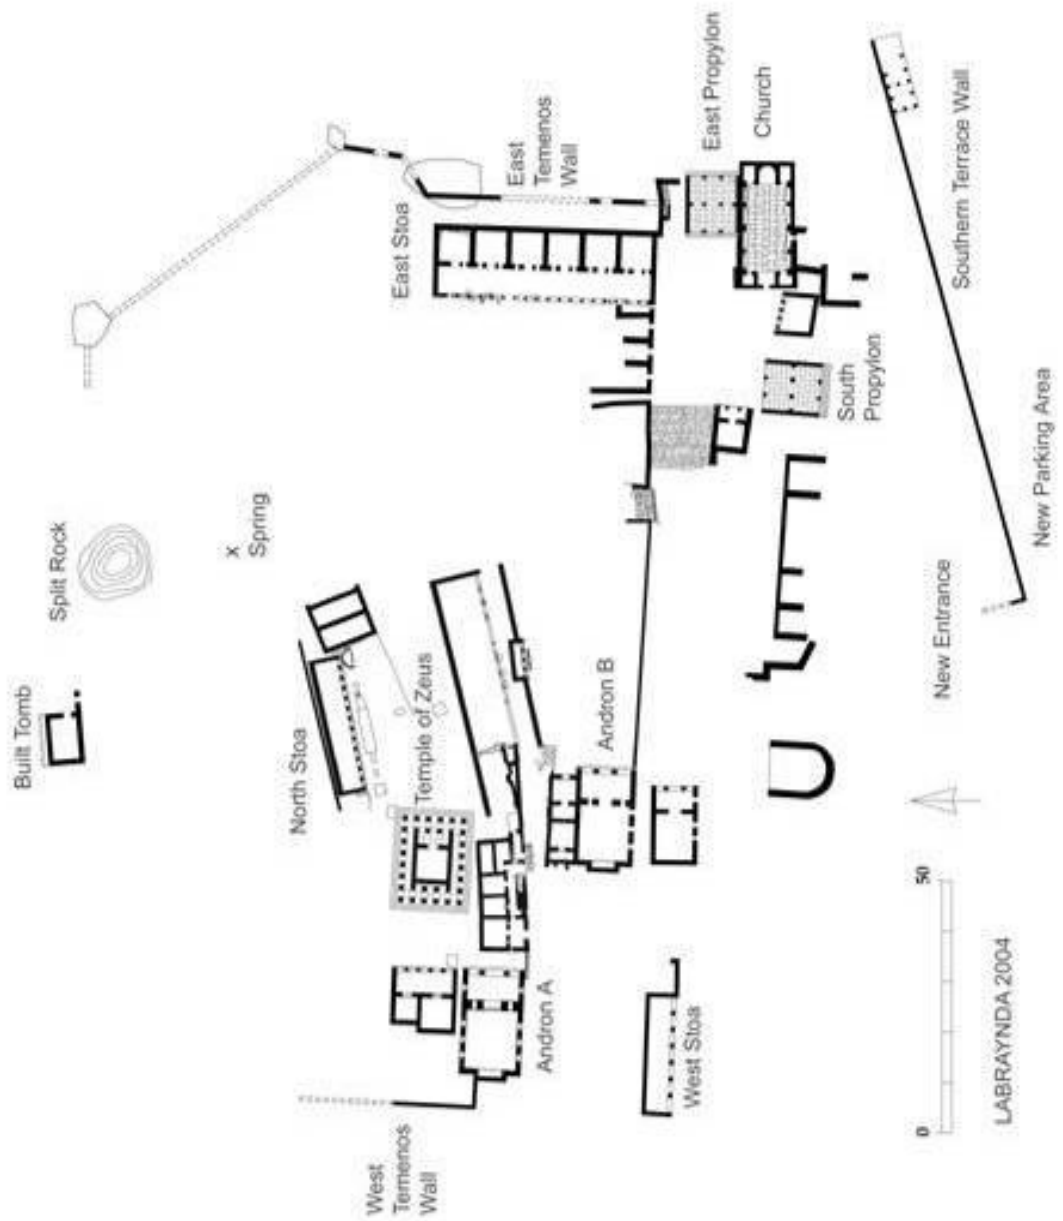 Built Tomb
Split Rock
x
Spring
North Stoa
Temple of Zeus
East Stoa
East
Temenos
Wall
East Propylon
Church
West
Temenos
Wall
Andron A
Andron B
South
Propylon
Southern Terrace Wall
West Stoa
New Entrance
New Parking Area
0
50
LABRAYNDA 2004